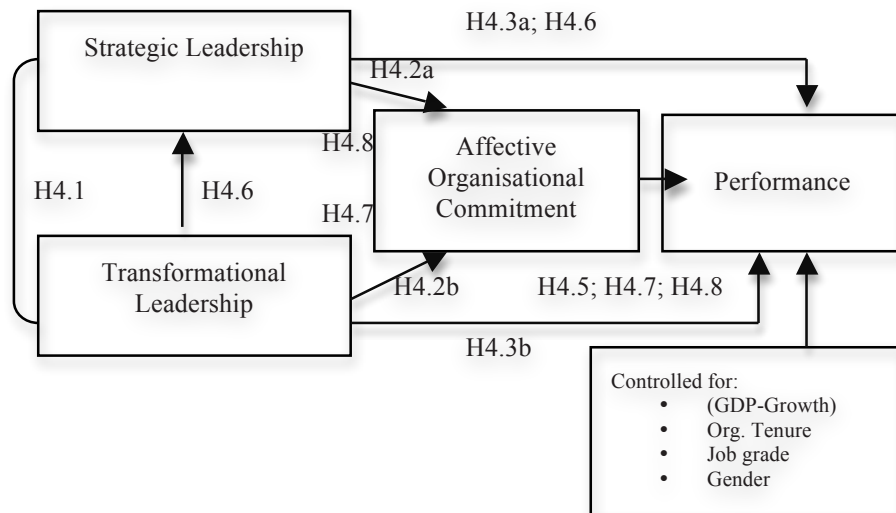 H4.3a; H4.6
Strategic Leadership
H4.2a
H4.8
Affective
Organisational
Commitment
Performance
H4.1
H4.6
H4.7
Transformational
Leadership
H4.2b
H4.5; H4.7; H4.8
H4.3b
Controlled for:
• (GDP-Growth)
• Org. Tenure
• Job grade
• Gender